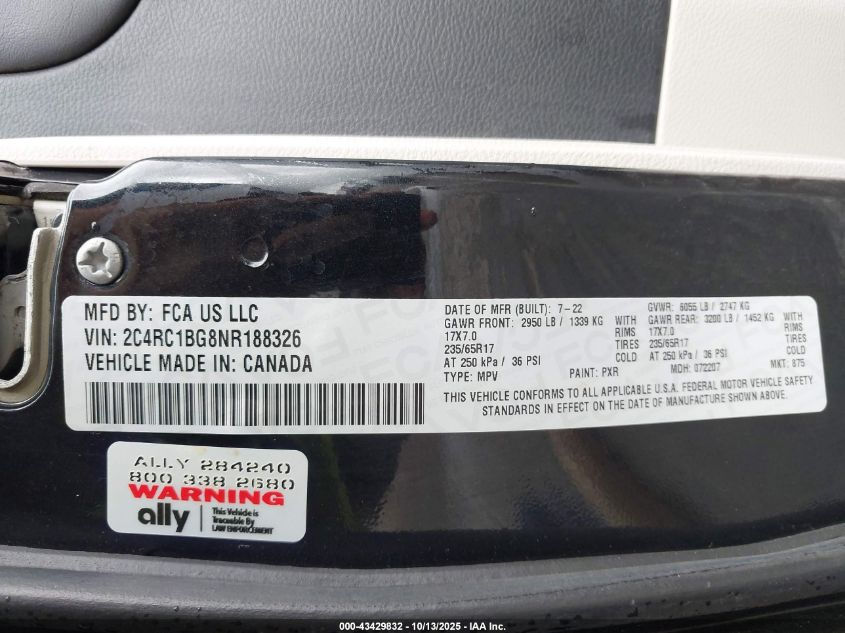 MFD BY: FCA US LLC
VIN: 2C4RC1BG8NR188326
VEHICLE MADE IN: CANADA
DATE OF MFR (BUILT): 7-22
GVWR: 6055 LB / 2747 KG
GAWR FRONT: 2950 LB / 1339 KG WITH
GAWR REAR: 3200 LB / 1452 KG WITH
17X7.0 RIMS
17X7.0 RIMS
235/65R17 TIRES
235/65R17 TIRES
AT 250 kPa / 36 PSI COLD
AT 250 kPa / 36 PSI COLD
TYPE: MPV PAINT: PXR MDH: 072207 MKT: 875
THIS VEHICLE CONFORMS TO ALL APPLICABLE U.S.A. FEDERAL MOTOR VEHICLE SAFETY
STANDARDS IN EFFECT ON THE DATE OF MANUFACTURE SHOWN ABOVE.
ALLY 284240
800 338 2680
WARNING
ally
This Vehicle is
Traceable By
LAW ENFORCEMENT
000-43429832 - 10/13/2025 - IAA Inc.